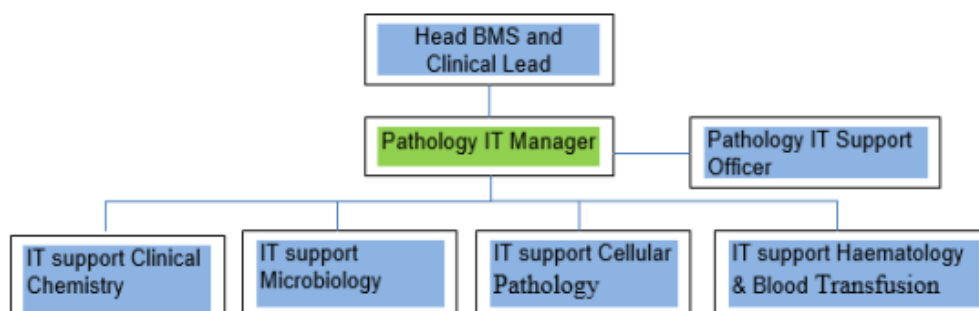 Head BMS and
Clinical Lead
Pathology IT Manager
Pathology IT Support
Officer
IT support Clinical
Chemistry
IT support
Microbiology
IT support Cellular
Pathology
IT support Haematology
& Blood Transfusion